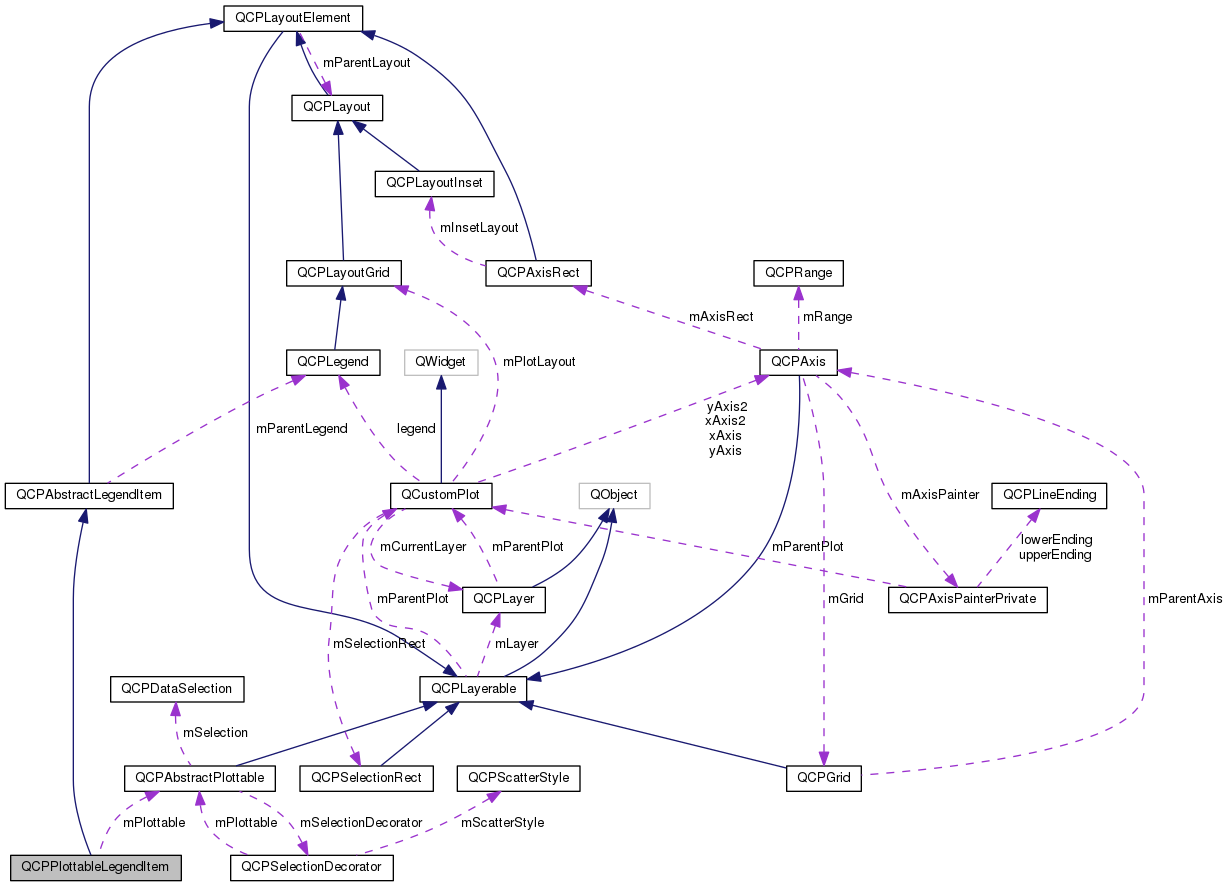 QCPLayoutElement
mParentLayout
QCPLayout
QCPLayoutInset
mInsetLayout
QCPLayoutGrid
QCPAxisRect
QCPRange
mAxisRect
mRange
QCPLegend
QWidget
mPlotLayout
QCPAxis
yAxis2
xAxis2
xAxis
yAxis
mParentLegend
legend
QCPAbstractLegendItem
QCustomPlot
QObject
mAxisPainter
QCPLineEnding
mCurrentLayer
mParentPlot
mParentPlot
lowerEnding
upperEnding
mParentPlot
QCPLayer
mGrid
QCPAxisPainterPrivate
mParentAxis
mSelectionRect
mLayer
QCPDataSelection
QCPLayerable
mSelection
QCPAbstractPlottable
QCPSelectionRect
QCPScatterStyle
QCPGrid
mPlottable
mPlottable
mSelectionDecorator
mScatterStyle
QCPPlottableLegendItem
QCPSelectionDecorator